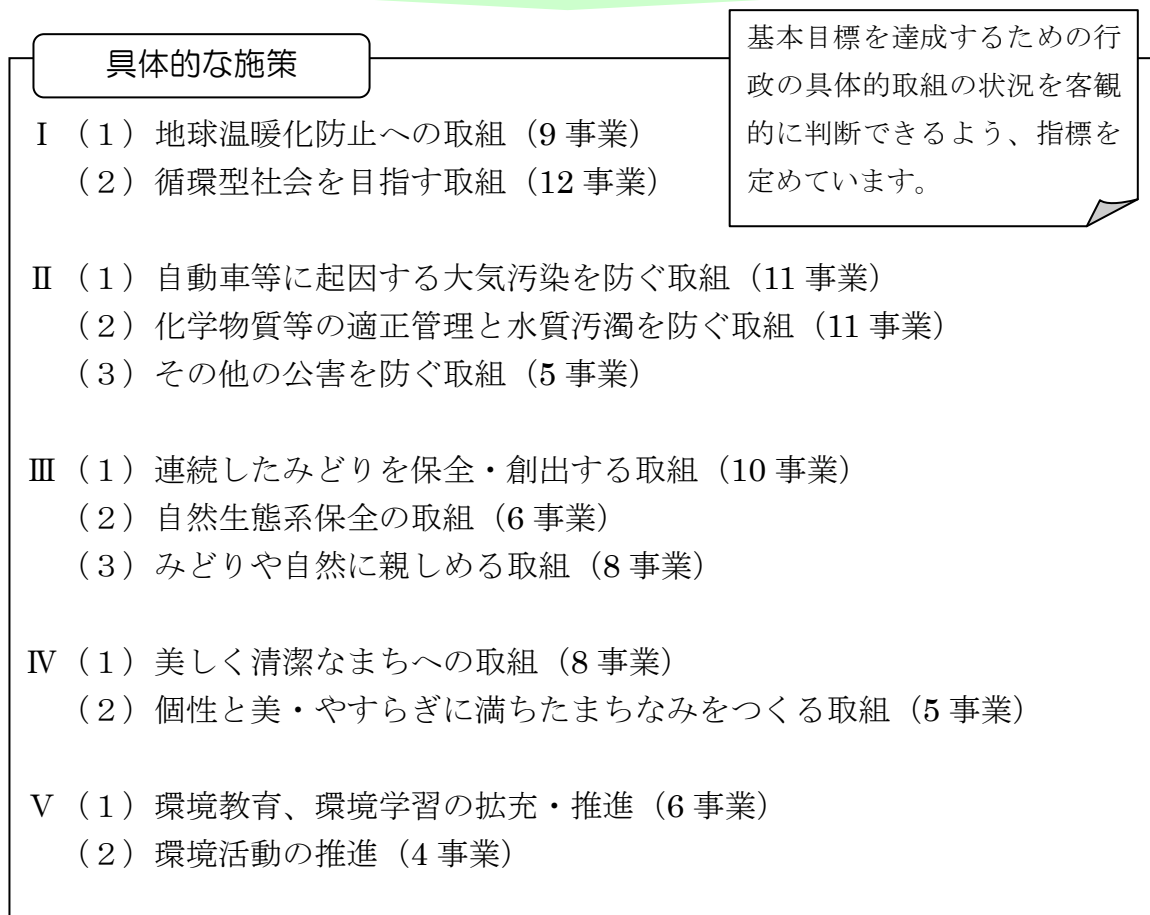 具体的な施策
基本目標を達成するための行
政の具体的取組の状況を客観
的に判断できるよう、指標を
定めています。
Ⅰ（１）地球温暖化防止への取組（9 事業）
（２）循環型社会を目指す取組（12 事業）
Ⅱ（１）自動車等に起因する大気汚染を防ぐ取組（11 事業）
（２）化学物質等の適正管理と水質汚濁を防ぐ取組（11 事業）
（３）その他の公害を防ぐ取組（5 事業）
Ⅲ（１）連続したみどりを保全・創出する取組（10 事業）
（２）自然生態系保全の取組（6 事業）
（３）みどりや自然に親しめる取組（8 事業）
Ⅳ（１）美しく清潔なまちへの取組（8 事業）
（２）個性と美・やすらぎに満ちたまちなみをつくる取組（5 事業）
Ⅴ（１）環境教育、環境学習の拡充・推進（6 事業）
（２）環境活動の推進（4 事業）